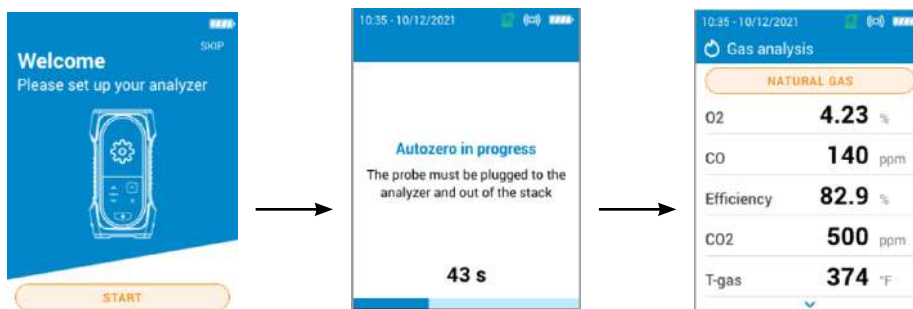 SKIP
Welcome
Please set up your analyzer
START
10:35 - 10/12/2021
Autozero in progress
The probe must be plugged to the
analyzer and out of the stack
43 s
10:35 - 10/12/2021
Gas analysis
NATURAL GAS
O2 4.23 %
CO 140 ppm
Efficiency 82.9 %
CO2 500 ppm
T-gas 374 °F